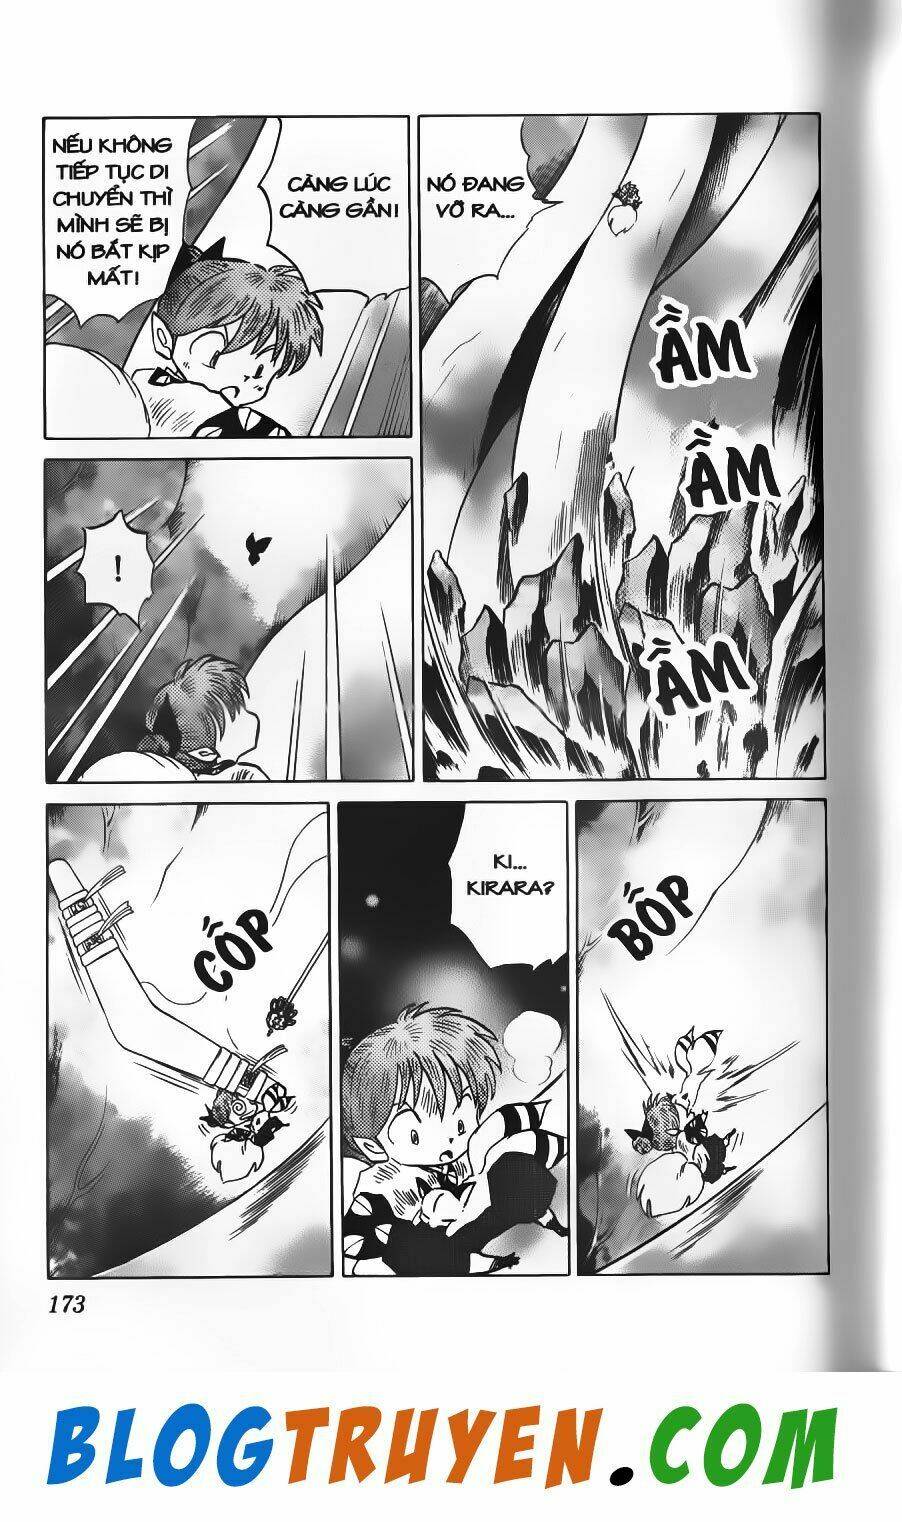 NÓ ĐANG
VỠ RA...
ẦM
ẦM
ẦM
CÀNG LÚC
CÀNG GẦN!
NẾU KHÔNG
TIẾP TỤC DI
CHUYỂN THÌ
MÌNH SẼ BỊ
NÓ BẮT KỊP
MẤT!
!
BỐP
KI...
KIRARA?
CỐP
173
BLOGTRUYEN.COM